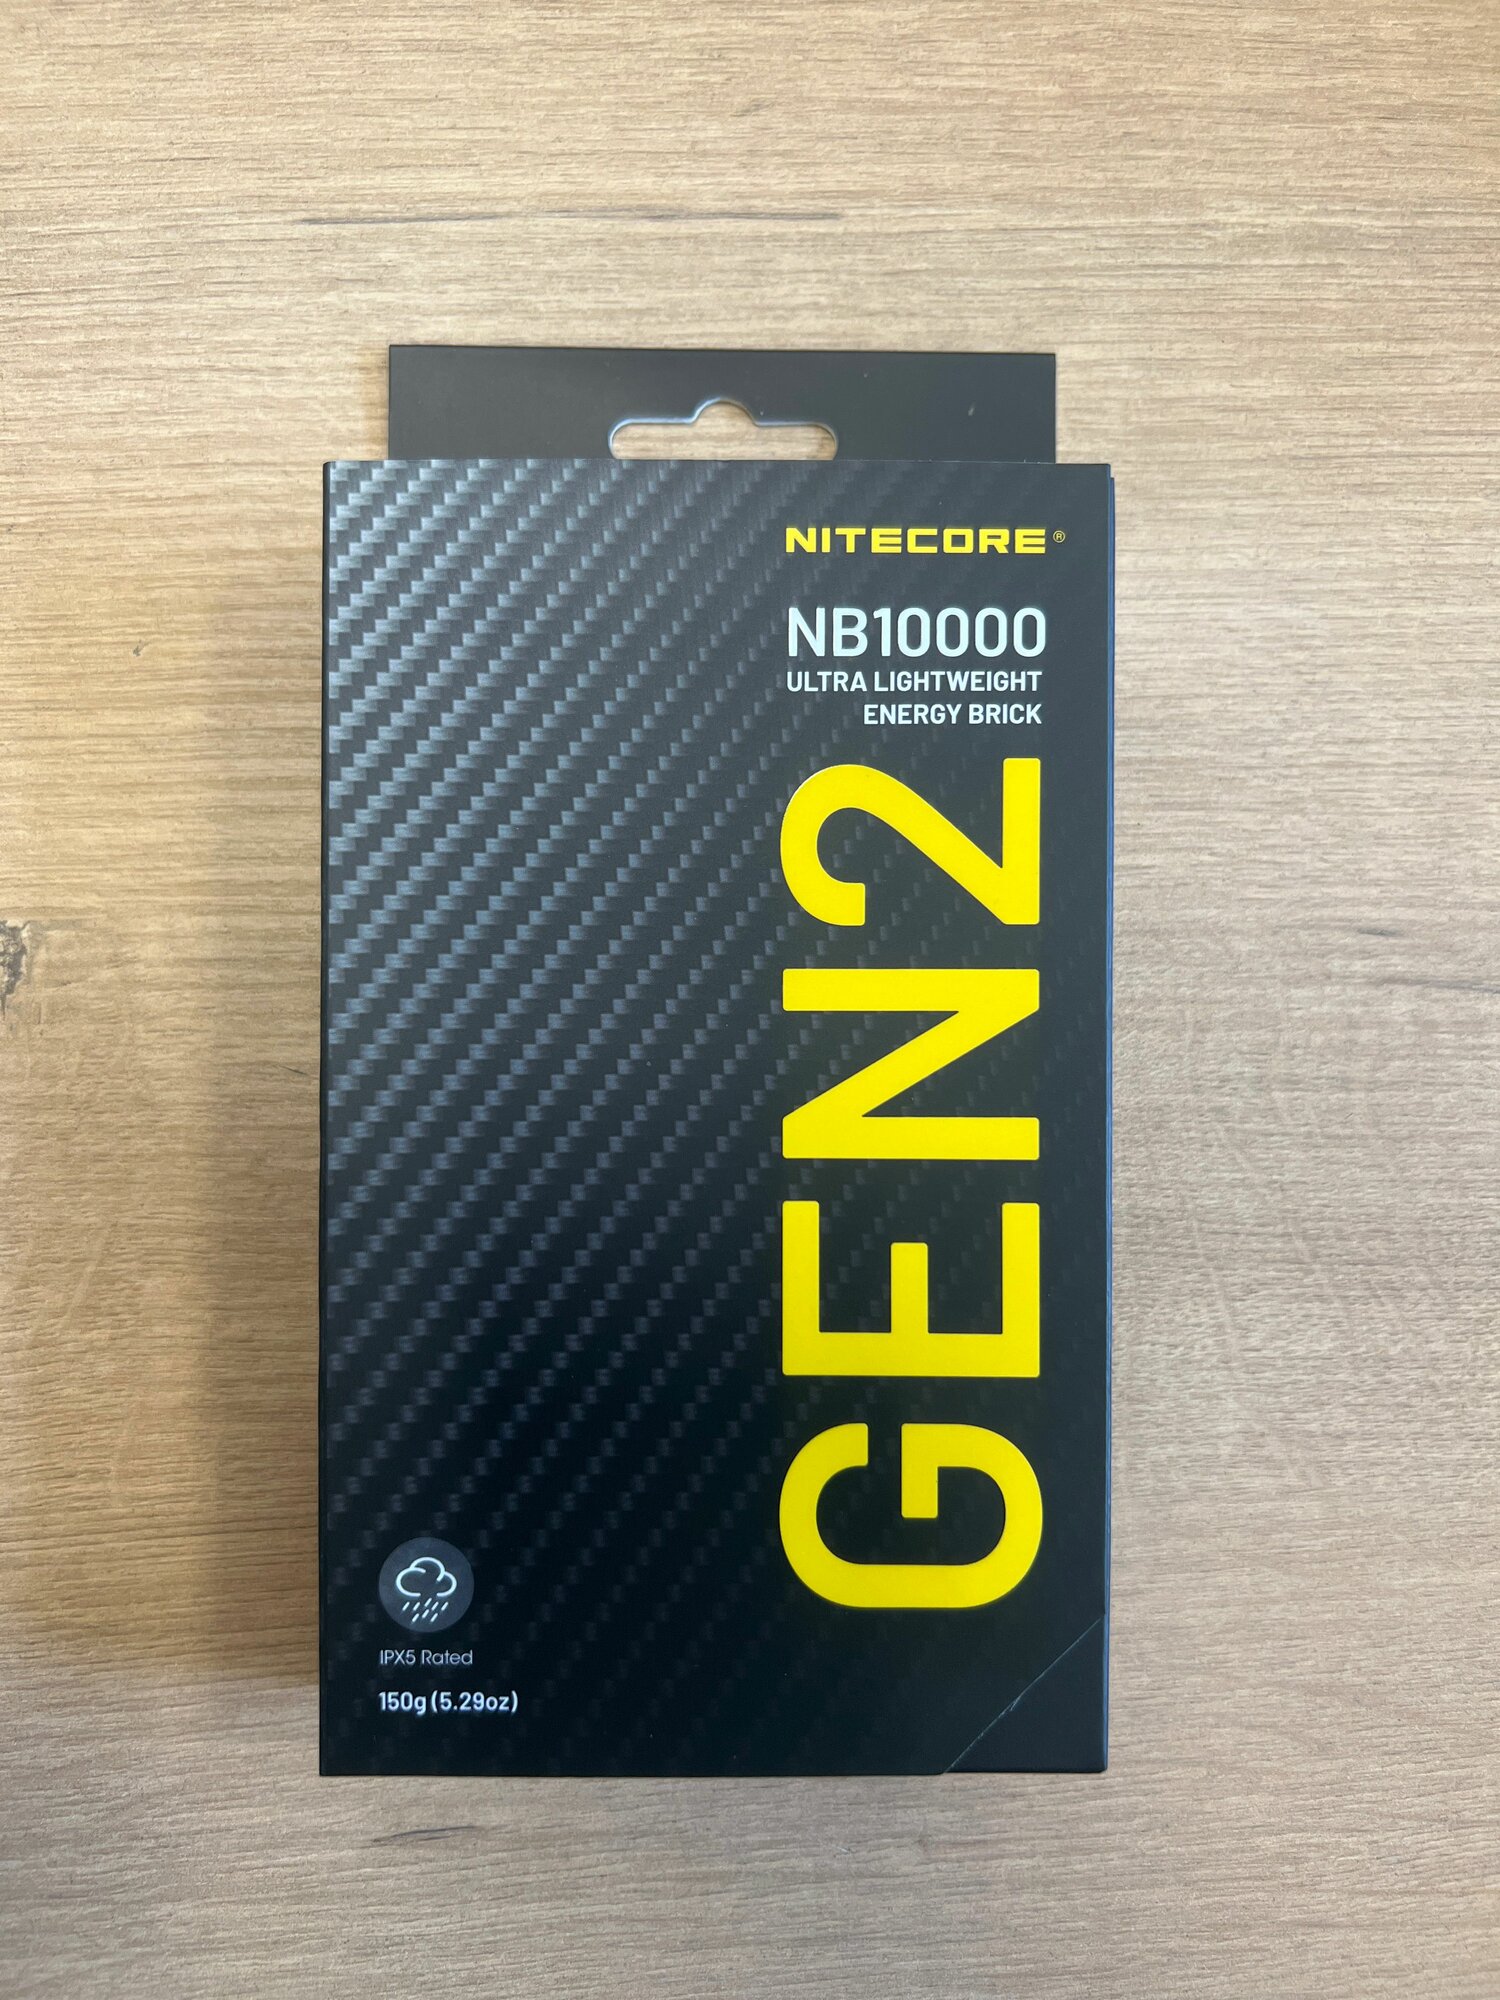 NITECORE®
NB10000
ULTRA LIGHTWEIGHT
ENERGY BRICK
GEN2
IPX5 Rated
150g (5.29oz)